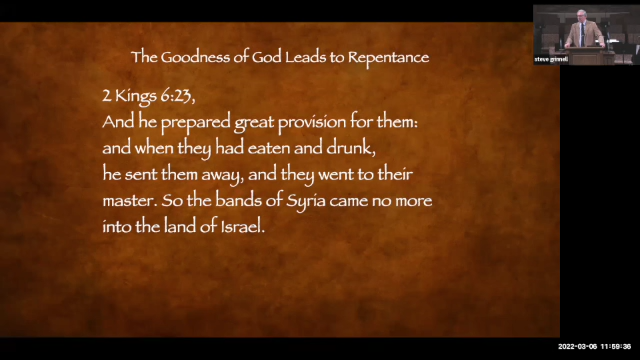 The Goodness of God Leads to Repentance
2 Kings 6:23,
And he prepared great provision for them:
and when they had eaten and drunk,
he sent them away, and they went to their
master. So the bands of Syria came no more
into the land of Israel.
steve grinnell
2022-03-06 11:59:36